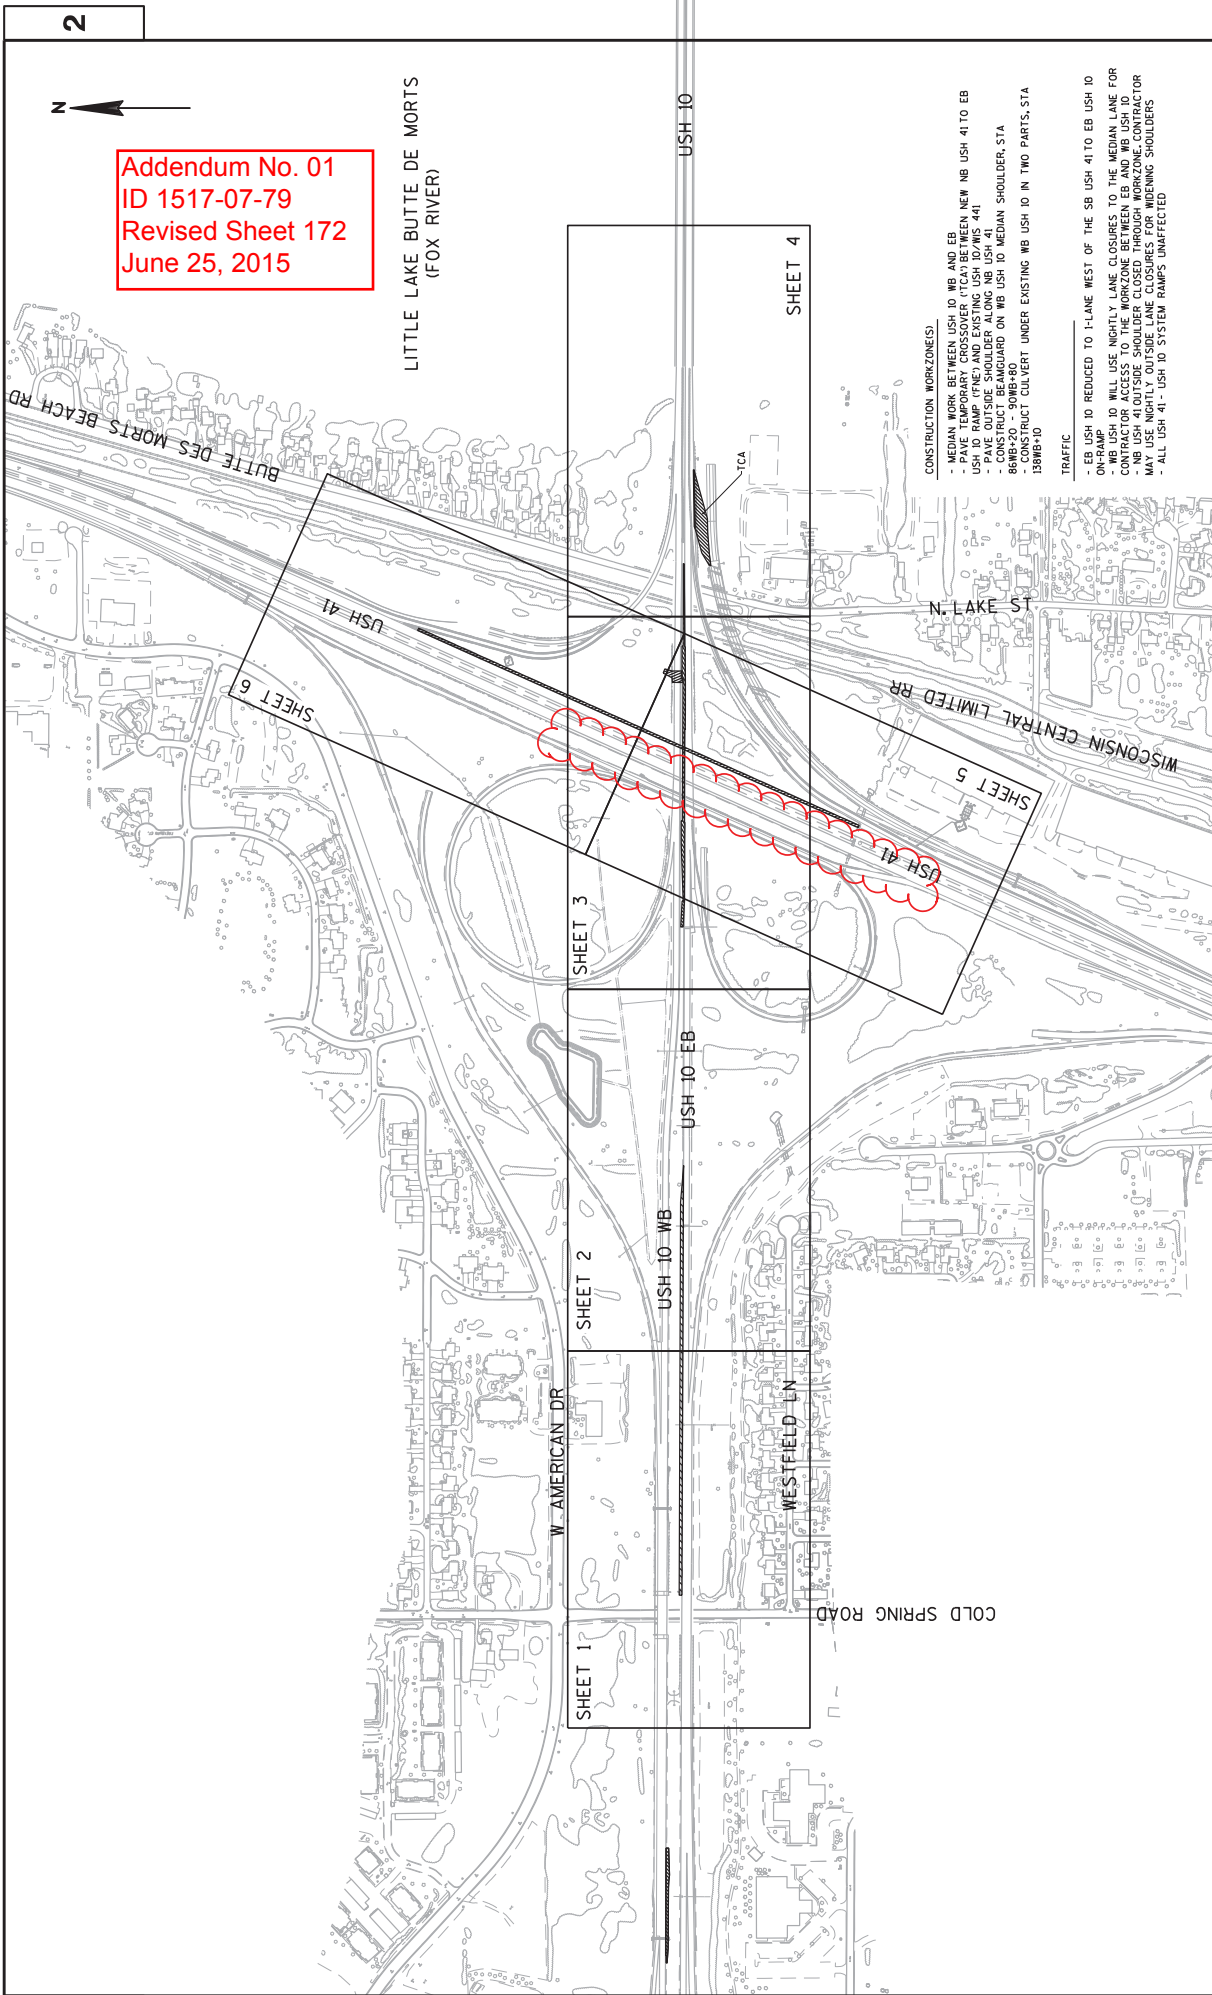 2
N
Addendum No. 01
ID 1517-07-79
Revised Sheet 172
June 25, 2015
LITTLE LAKE BUTTE DE MORTS
(FOX RIVER)
USH 10
SHEET 4
BUTTE DES MORTS BEACH RD
USH 41
SHEET 6
TCA
N. LAKE ST
WISCONSIN CENTRAL LIMITED RR
SHEET 5
USH 41
SHEET 3
USH 10 EB
USH 10 WB
SHEET 2
W AMERICAN DR
WESTFIELD LN
COLD SPRING ROAD
SHEET 1
CONSTRUCTION WORKZONE(S)
- MEDIAN WORK BETWEEN USH 10 WB AND EB
- PAVE TEMPORARY CROSSOVER ('TCA') BETWEEN NEW NB USH 41 TO EB
USH 10 RAMP ('FNE') AND EXISTING USH 10/WIS 441
- PAVE OUTSIDE SHOULDER ALONG NB USH 41
- CONSTRUCT BEAMGUARD ON WB USH 10 MEDIAN SHOULDER, STA
86WB+20 - 90WB+80
- CONSTRUCT CULVERT UNDER EXISTING WB USH 10 IN TWO PARTS, STA
138WB+10
TRAFFIC
- EB USH 10 REDUCED TO 1-LANE WEST OF THE SB USH 41 TO EB USH 10
ON-RAMP
- WB USH 10 WILL USE NIGHTLY LANE CLOSURES TO THE MEDIAN LANE FOR
CONTRACTOR ACCESS TO THE WORKZONE BETWEEN EB AND WB USH 10
- NB USH 41 OUTSIDE SHOULDER CLOSED THROUGH WORKZONE. CONTRACTOR
MAY USE NIGHTLY OUTSIDE LANE CLOSURES FOR WIDENING SHOULDERS
- ALL USH 41 - USH 10 SYSTEM RAMPS UNAFFECTED